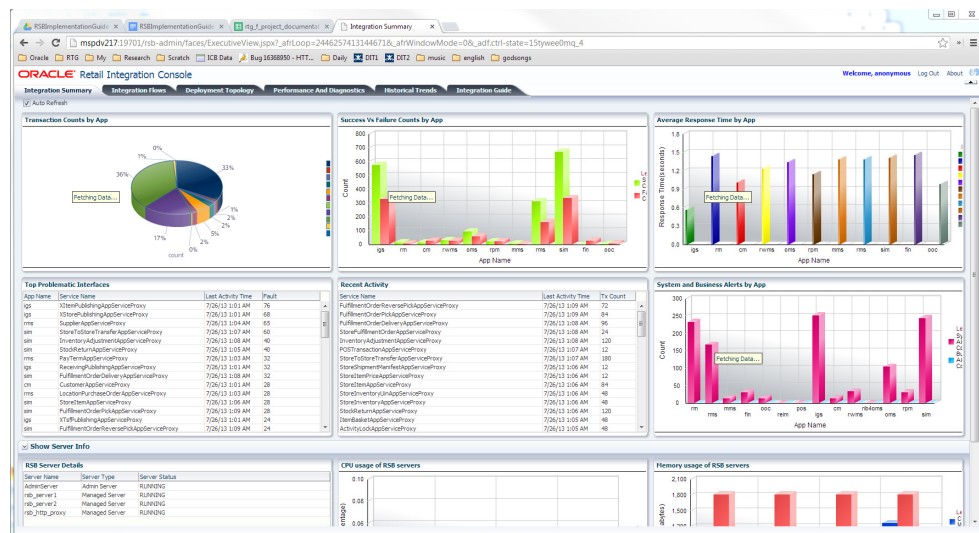 RSBImplementationGuide
RSBImplementationGuide
rtg_f_project_documentat
Integration Summary
mspdv217:19701/rsb-admin/faces/ExecutiveView.jspx?_afrLoop=2446257413144671&_afrWindowMode=0&_adf.ctrl-state=15tywee0mq_4
Oracle RTG My Research Scratch ICB Data Bug 16368950 - HTT... Daily DIT1 DIT2 music english godsongs
ORACLE Retail Integration Console
Welcome, anonymous Log Out About
Integration Summary Integration Flows Deployment Topology Performance And Diagnostics Historical Trends Integration Guide
Auto Refresh
Transaction Counts by App
0%
1%
36%
33%
Fetching Data...
1%
2%
2%
5%
2%
0%
17%
count
Success Vs Failure Counts by App
800
700
600
500
400
300
200
100
0
Count
Fetching Data...
igs rm cm rwms oms rpm mms rms sim fin ooc
App Name
Average Response Time by App
1.8
1.5
1.2
0.9
0.6
0.3
0.0
Response Time(seconds)
Fetching Data...
igs rm cm rwms oms rpm mms rms sim fin ooc
App Name
Top Problematic Interfaces
App Name Service Name Last Activity Time Fault
igs XItemPublishingAppServiceProxy 7/26/13 1:01 AM 76
igs XStorePublishingAppServiceProxy 7/26/13 1:01 AM 68
rms SupplierAppServiceProxy 7/26/13 1:04 AM 65
sim StoreToStoreTransferAppServiceProxy 7/26/13 1:07 AM 60
sim InventoryAdjustmentAppServiceProxy 7/26/13 1:08 AM 40
sim StockReturnAppServiceProxy 7/26/13 1:05 AM 40
rms PayTermAppServiceProxy 7/26/13 1:03 AM 32
igs ReceivingPublishingAppServiceProxy 7/26/13 1:01 AM 32
sim FulfillmentOrderDeliveryAppServiceProxy 7/26/13 1:08 AM 32
cm CustomerAppServiceProxy 7/26/13 1:01 AM 28
rms LocationPurchaseOrderAppServiceProxy 7/26/13 1:03 AM 28
sim StoreItemAppServiceProxy 7/26/13 1:06 AM 28
sim FulfillmentOrderPickAppServiceProxy 7/26/13 1:09 AM 28
igs XTsfPublishingAppServiceProxy 7/26/13 1:01 AM 24
sim FulfillmentOrderReversePickAppServiceProxy 7/26/13 1:09 AM 24
Recent Activity
Service Name Last Activity Time Tx Count
FulfillmentOrderReversePickAppServiceProxy 7/26/13 1:09 AM 72
FulfillmentOrderPickAppServiceProxy 7/26/13 1:09 AM 84
FulfillmentOrderDeliveryAppServiceProxy 7/26/13 1:08 AM 96
StoreFulfillmentOrderAppServiceProxy 7/26/13 1:08 AM 24
InventoryAdjustmentAppServiceProxy 7/26/13 1:08 AM 120
POSTransactionAppServiceProxy 7/26/13 1:07 AM 12
StoreToStoreTransferAppServiceProxy 7/26/13 1:07 AM 180
StoreShipmentManifestAppServiceProxy 7/26/13 1:06 AM 12
StoreItemPriceAppServiceProxy 7/26/13 1:06 AM 12
StoreItemAppServiceProxy 7/26/13 1:06 AM 84
StoreInventoryUinAppServiceProxy 7/26/13 1:06 AM 48
StoreInventoryAppServiceProxy 7/26/13 1:06 AM 48
StockReturnAppServiceProxy 7/26/13 1:05 AM 120
ItemBasketAppServiceProxy 7/26/13 1:05 AM 48
ActivityLockAppServiceProxy 7/26/13 1:05 AM 48
System and Business Alerts by App
300
250
200
150
100
50
0
Count
Fetching Data...
rm rms mms fin ooc reim pos igs cm rwms rib4oms oms rpm sim
App Name
Show Server Info
RSB Server Details
Server Name Server Type Server Status
AdminServer Admin Server RUNNING
rsb_server1 Managed Server RUNNING
rsb_server2 Managed Server RUNNING
rsb_http_proxy Managed Server RUNNING
CPU usage of RSB servers
0.10
0.08
0.06
Memory usage of RSB servers
2,100
1,800
1,500